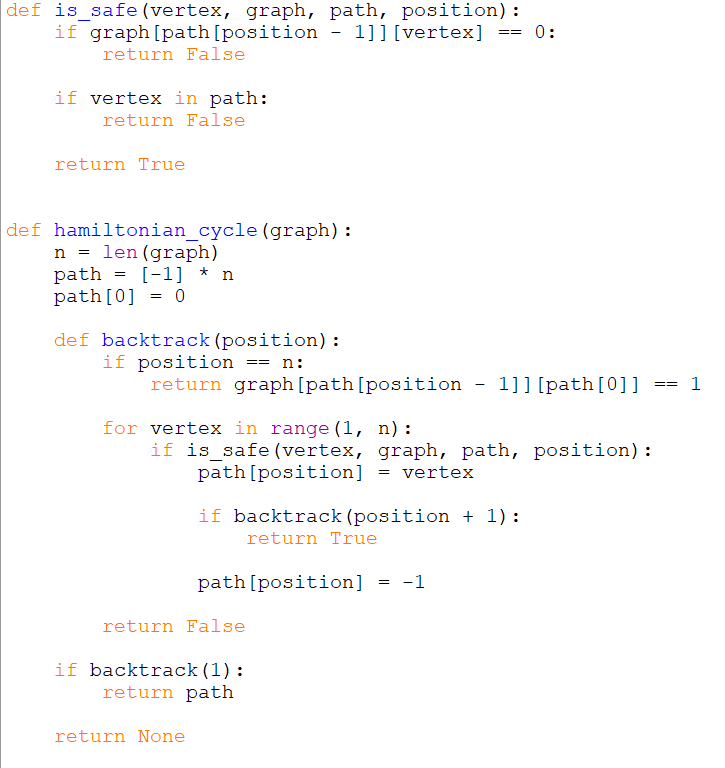 def is_safe(vertex, graph, path, position):
    if graph[path[position - 1]][vertex] == 0:
        return False

    if vertex in path:
        return False

    return True


def hamiltonian_cycle(graph):
    n = len(graph)
    path = [-1] * n
    path[0] = 0

    def backtrack(position):
        if position == n:
            return graph[path[position - 1]][path[0]] == 1

        for vertex in range(1, n):
            if is_safe(vertex, graph, path, position):
                path[position] = vertex

                if backtrack(position + 1):
                    return True

                path[position] = -1

        return False

    if backtrack(1):
        return path

    return None